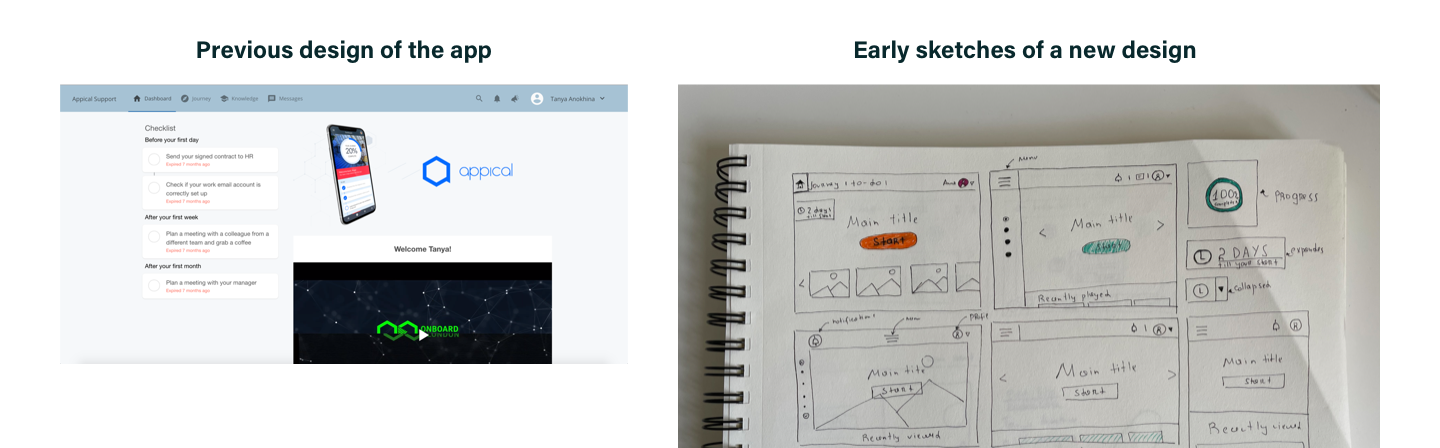 Previous design of the app
Early sketches of a new design
Appical Support
Dashboard
Journey
Knowledge
Messages
Tanya Anokhina
Checklist
Before your first day
Send your signed contract to HR
Expired 7 months ago
Check if your work email account is
correctly set up
Expired 7 months ago
After your first week
Plan a meeting with a colleague from a
different team and grab a coffee
Expired 7 months ago
After your first month
Plan a meeting with your manager
Expired 7 months ago
20%
appical
Welcome Tanya!
ONBOARD
LONDON
Journey | to-do |
2 days
till start
Main title
Start
Menu
Main title
Start
Recently played
100%
PROGRESS
2 DAYS
till your start
collapsed
notification
Menu
Main title
Start
Recently viewed
Main title
Start
Main title
Start
Recently viewed